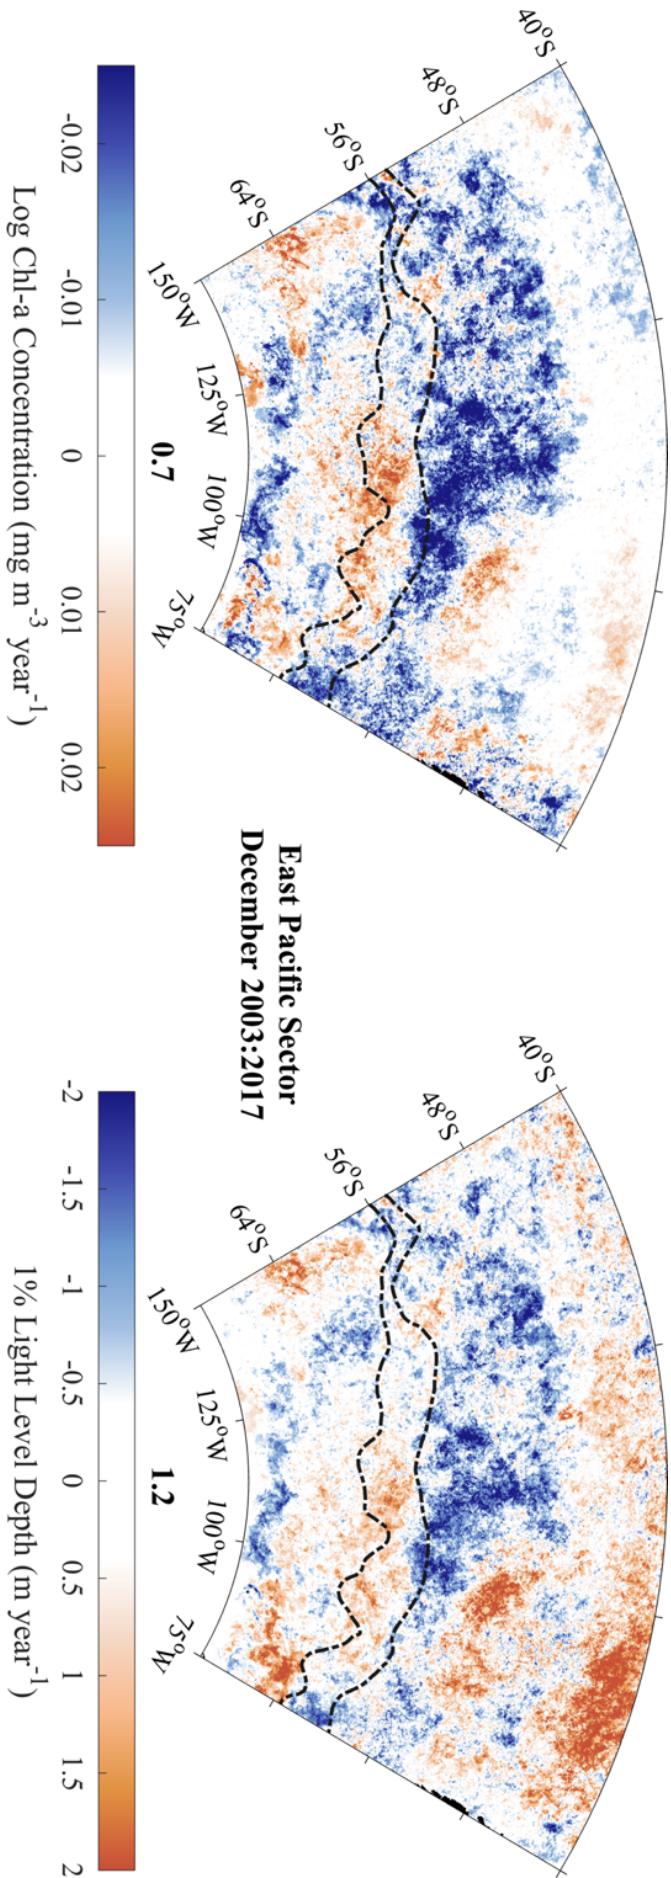 40°S
48°S
56°S
64°S
150°W
125°W
100°W
75°W
0.7
-0.02 -0.01 0 0.01 0.02
Log Chl-a Concentration (mg m⁻³ year⁻¹)
East Pacific Sector
December 2003:2017
40°S
48°S
56°S
64°S
150°W
125°W
100°W
75°W
1.2
-2 -1.5 -1 -0.5 0 0.5 1 1.5 2
1% Light Level Depth (m year⁻¹)